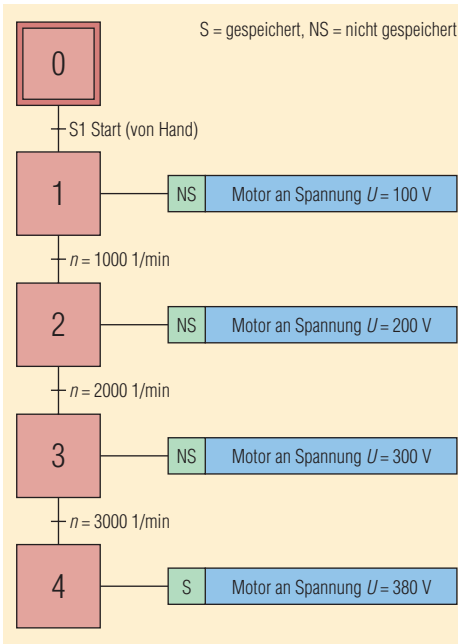 S = gespeichert, NS = nicht gespeichert
0
S1 Start (von Hand)
1 NS Motor an Spannung U = 100 V
n = 1000 1/min
2 NS Motor an Spannung U = 200 V
n = 2000 1/min
3 NS Motor an Spannung U = 300 V
n = 3000 1/min
4 S Motor an Spannung U = 380 V